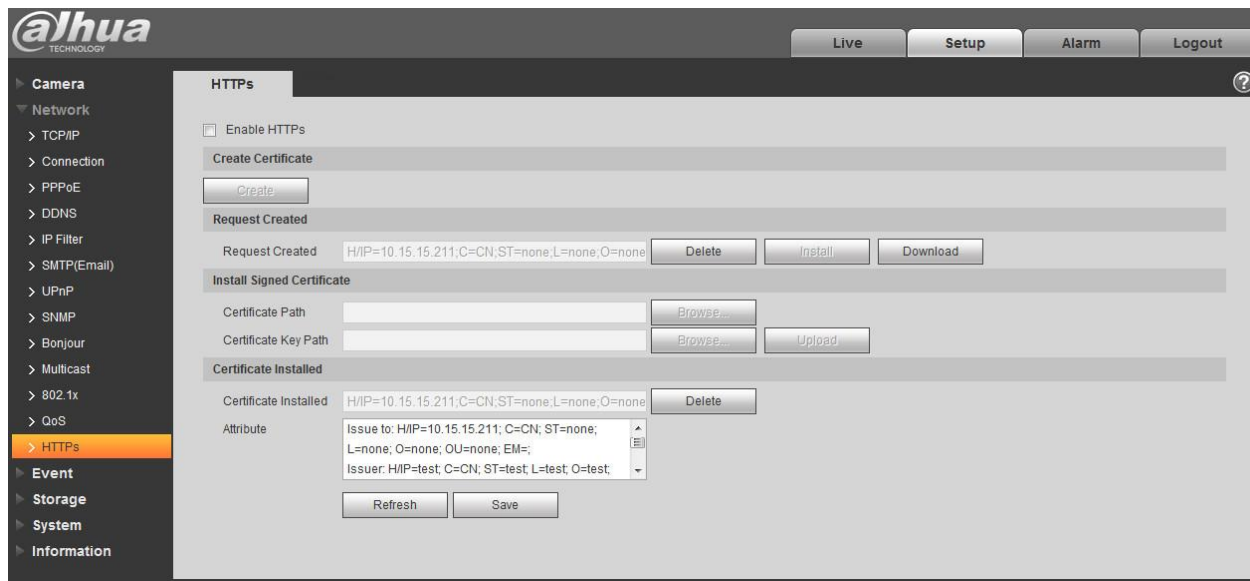 alhua
TECHNOLOGY
Live
Setup
Alarm
Logout
Camera
Network
TCP/IP
Connection
PPPoE
DDNS
IP Filter
SMTP(Email)
UPnP
SNMP
Bonjour
Multicast
802.1x
QoS
HTTPs
Event
Storage
System
Information
HTTPs
?
Enable HTTPs
Create Certificate
Create...
Request Created
Request Created H/IP=10.15.15.211;C=CN;ST=none;L=none;O=none Delete Install Download
Install Signed Certificate
Certificate Path Browse...
Certificate Key Path Browse... Upload
Certificate Installed
Certificate Installed H/IP=10.15.15.211;C=CN;ST=none;L=none;O=none Delete
Attribute
Issue to: H/IP=10.15.15.211; C=CN; ST=none;
L=none; O=none; OU=none; EM=;
Issuer: H/IP=test; C=CN; ST=test; L=test; O=test;
Refresh Save